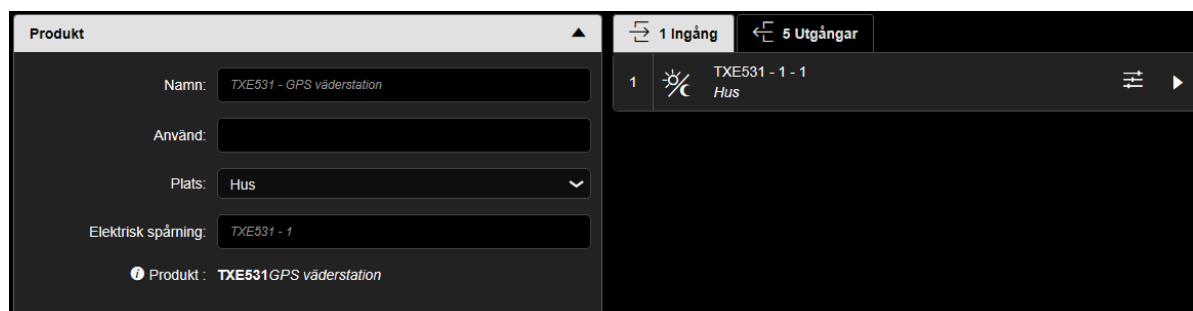 Produkt
Namn: TXE531 - GPS väderstation
Använd:
Plats: Hus
Elektrisk spårning: TXE531 - 1
Produkt : TXE531GPS väderstation
1 Ingång 5 Utgångar
1 TXE531 - 1 - 1
Hus